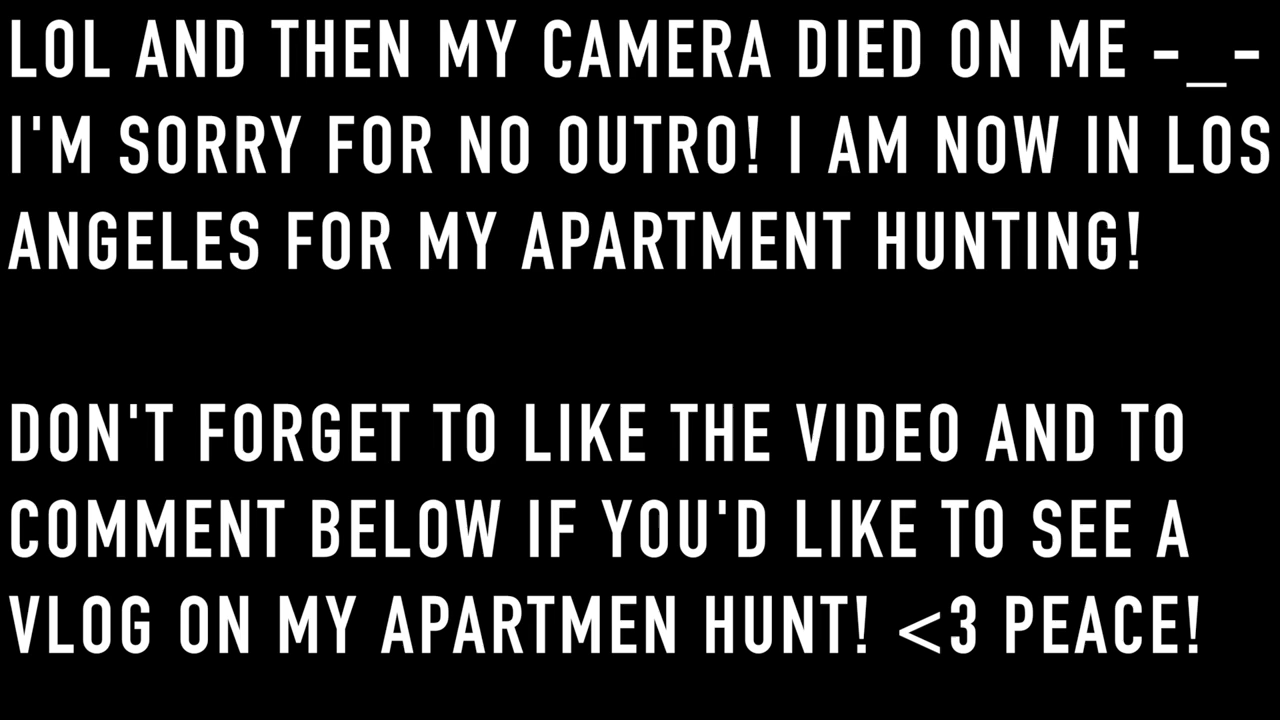 LOL AND THEN MY CAMERA DIED ON ME -_-
I'M SORRY FOR NO OUTRO! I AM NOW IN LOS
ANGELES FOR MY APARTMENT HUNTING!
DON'T FORGET TO LIKE THE VIDEO AND TO
COMMENT BELOW IF YOU'D LIKE TO SEE A
VLOG ON MY APARTMEN HUNT! <3 PEACE!